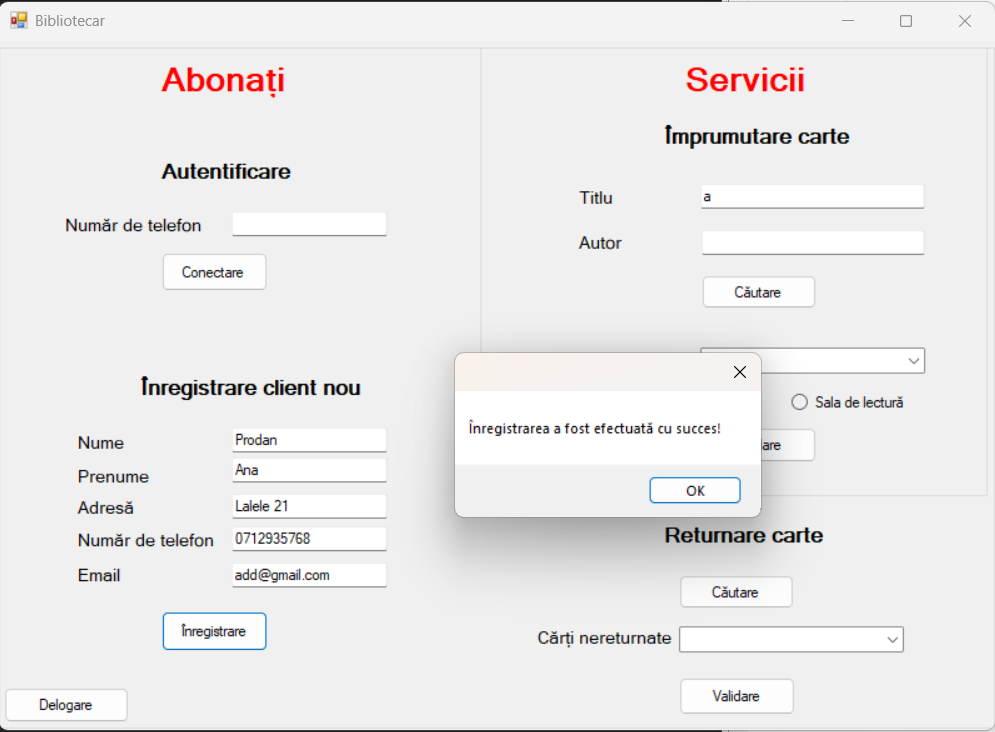 Bibliotecar
Abonați
Autentificare
Număr de telefon
Conectare
Înregistrare client nou
Nume Prodan
Prenume Ana
Adresă Lalele 21
Număr de telefon 0712935768
Email add@gmail.com
Înregistrare
Delogare
Servicii
Împrumutare carte
Titlu a
Autor
Căutare
Sala de lectură
Înregistrarea a fost efectuată cu succes!
OK
Returnare carte
Căutare
Cărți nereturnate
Validare